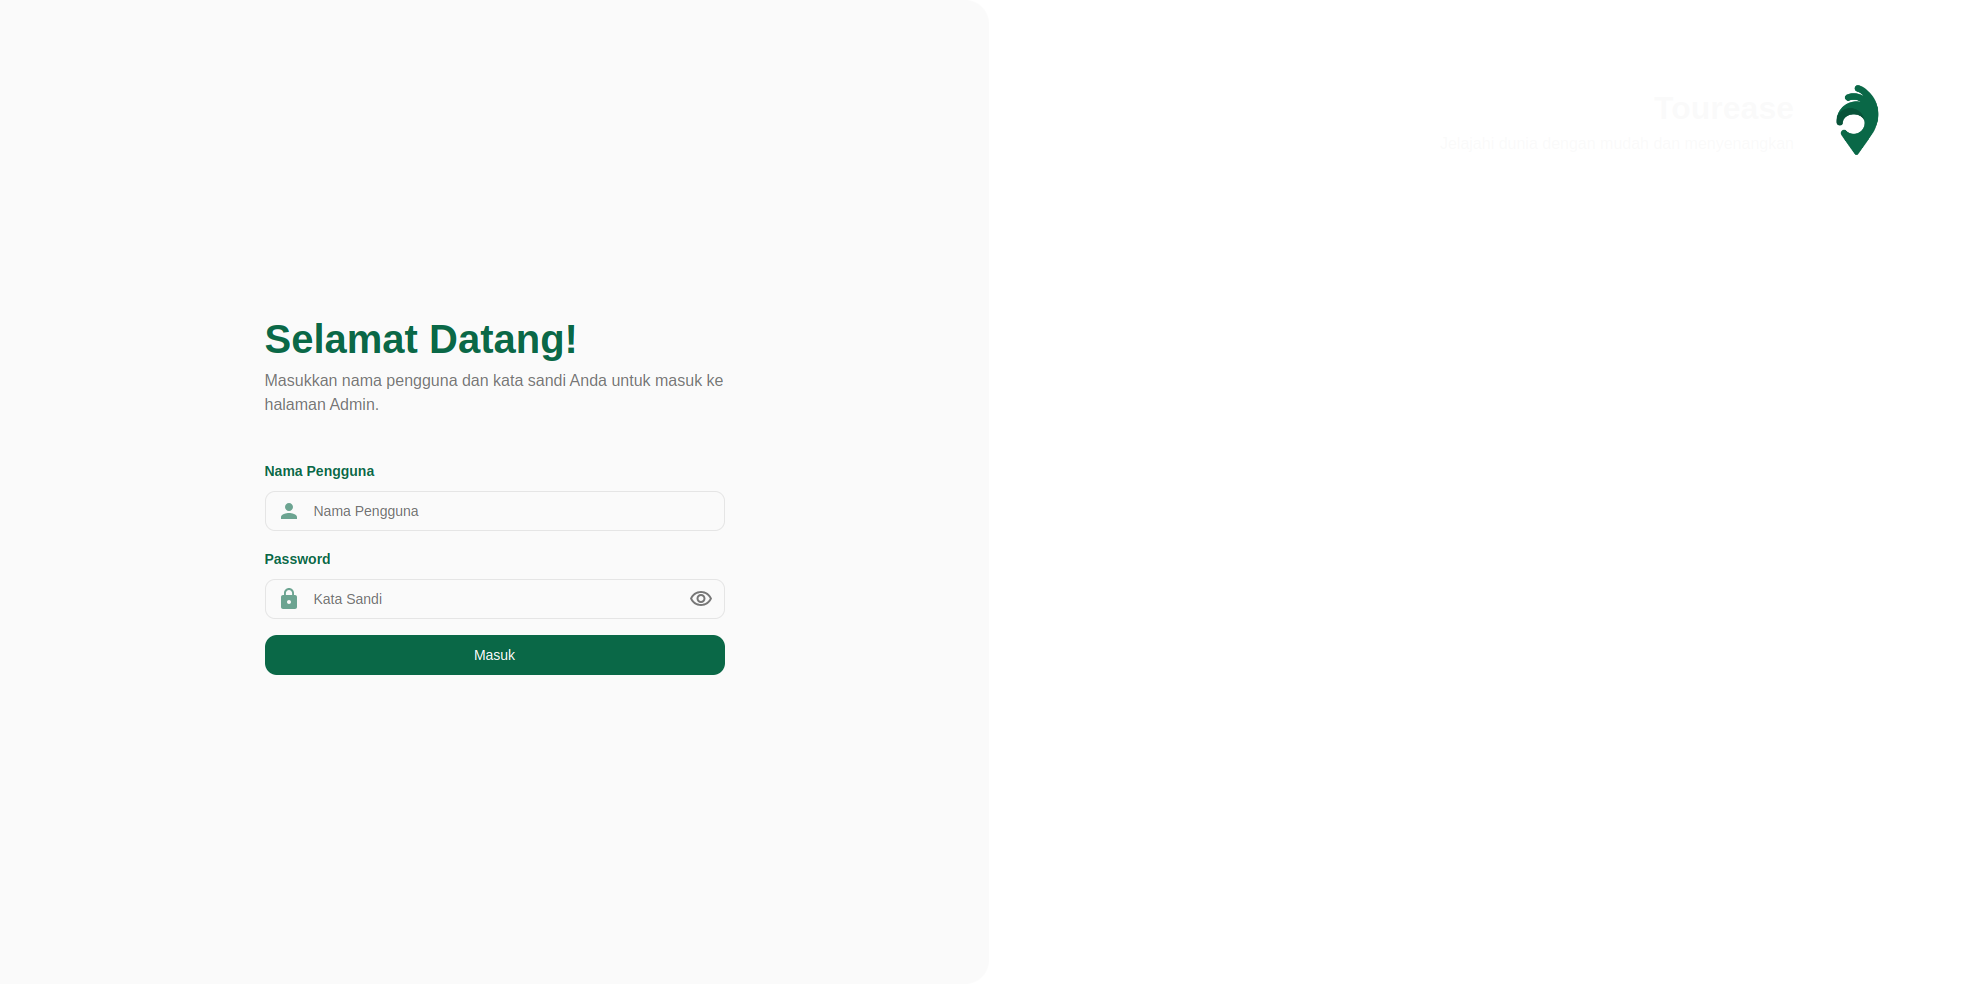 Selamat Datang!
Masukkan nama pengguna dan kata sandi Anda untuk masuk ke
halaman Admin.
Nama Pengguna
Nama Pengguna
Password
Kata Sandi
Masuk
Tourease
Jelajahi dunia dengan mudah dan menyenangkan